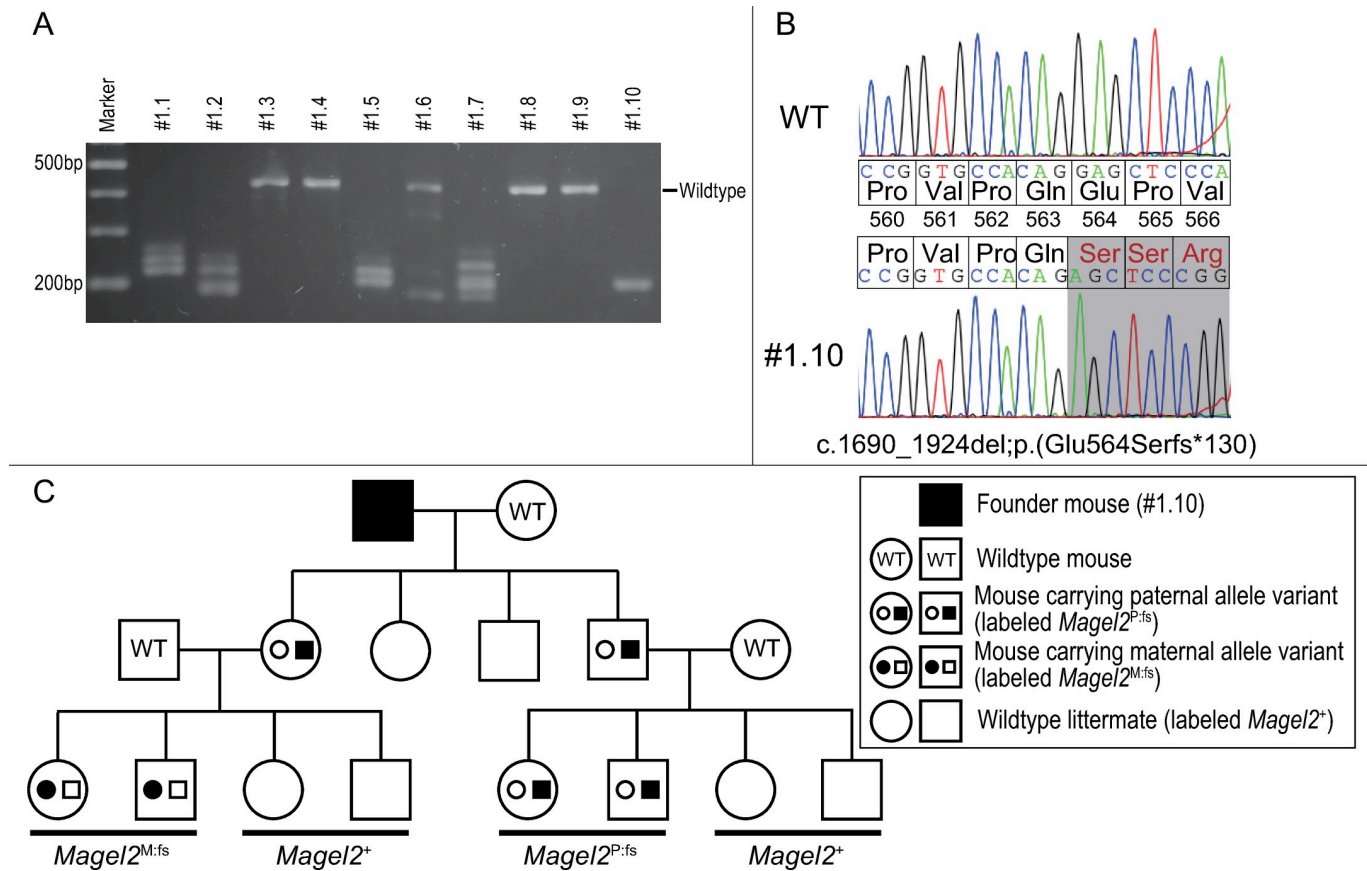 A
Marker #1.1 #1.2 #1.3 #1.4 #1.5 #1.6 #1.7 #1.8 #1.9 #1.10
500bp
Wildtype
200bp
B
WT
C C G G T G C C A C A G G A G C T C C C A
Pro Val Pro Gln Glu Pro Val
560 561 562 563 564 565 566
Pro Val Pro Gln Ser Ser Arg
C C G G T G C C A C A G A G C T C C C G G
#1.10
c.1690_1924del;p.(Glu564Serfs*130)
C
WT
WT
WT
Magel2M:fs
Magel2+
Magel2P:fs
Magel2+
Founder mouse (#1.10)
WT WT Wildtype mouse
Mouse carrying paternal allele variant
(labeled Magel2P:fs)
Mouse carrying maternal allele variant
(labeled Magel2M:fs)
Wildtype littermate (labeled Magel2+)